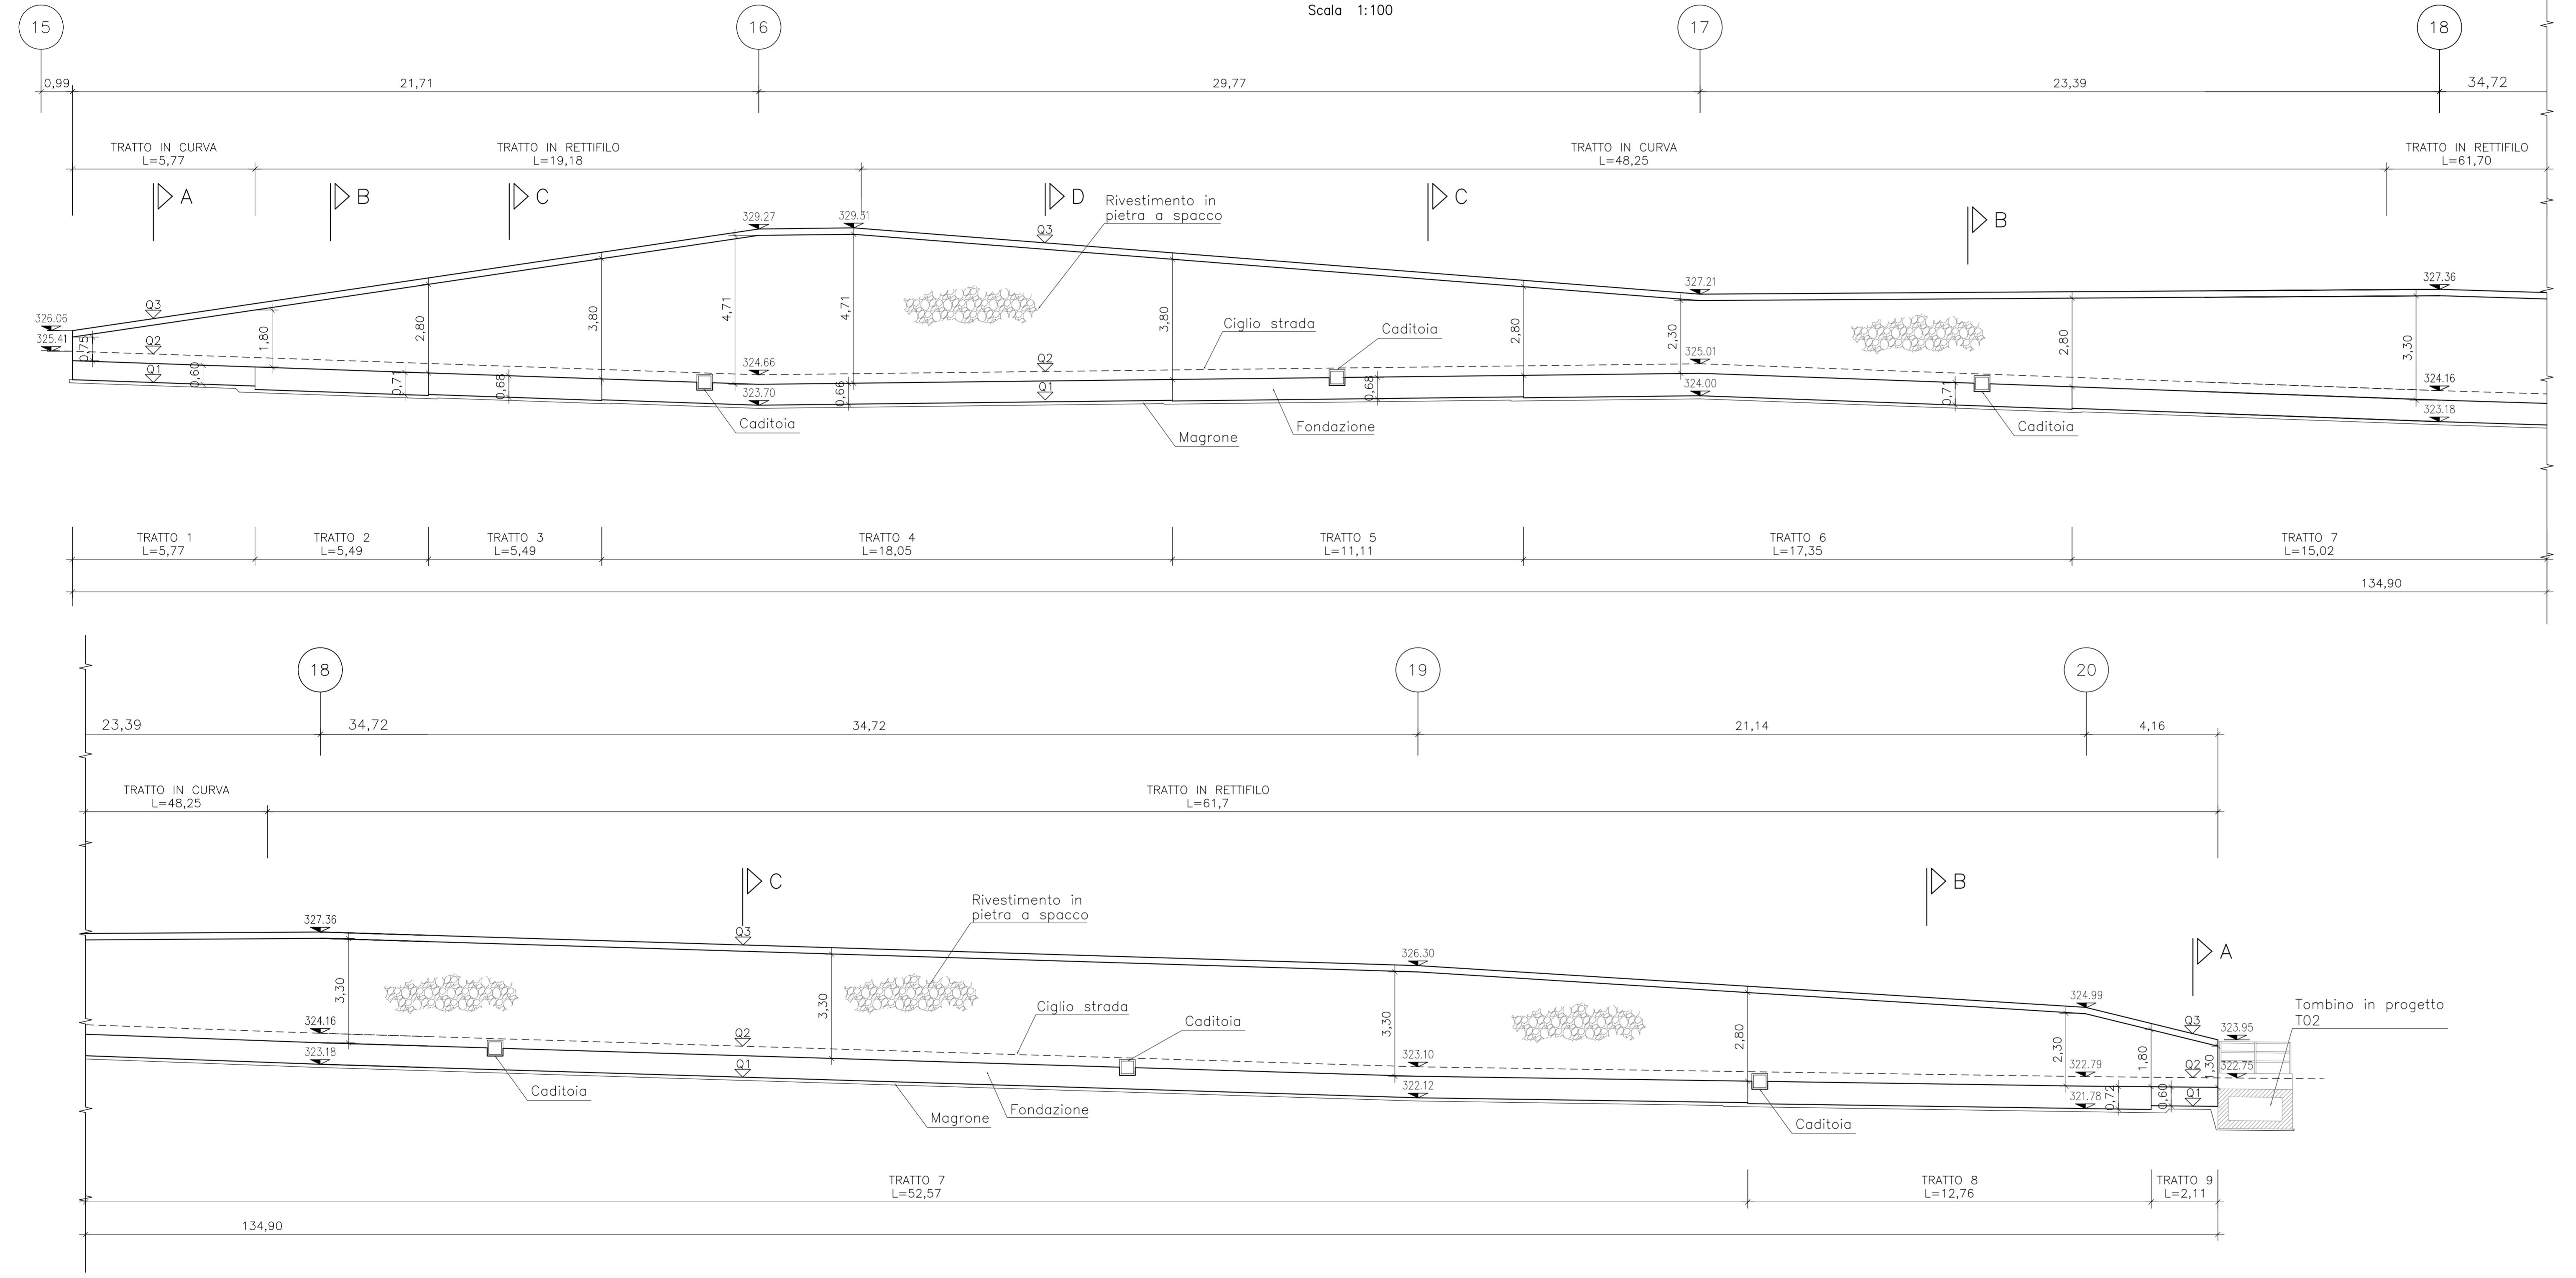 Scala 1:100
15
16
17
18
0,99
21,71
29,77
23,39
34,72
TRATTO IN CURVA
L=5,77
TRATTO IN RETTIFILO
L=19,18
TRATTO IN CURVA
L=48,25
TRATTO IN RETTIFILO
L=61,70
A
B
C
D
C
B
Rivestimento in
pietra a spacco
329.27
329.31
Q3
327.21
327.36
326.06
325.41
Q3
Q2
Q1
0,75
0,60
1,80
2,80
0,71
3,80
0,68
4,71
4,71
0,66
324.66
323.70
Q2
Q1
3,80
Ciglio strada
Caditoia
0,68
2,80
2,30
325.01
324.00
2,80
0,71
3,30
324.16
323.18
Caditoia
Magrone
Fondazione
Caditoia
TRATTO 1
L=5,77
TRATTO 2
L=5,49
TRATTO 3
L=5,49
TRATTO 4
L=18,05
TRATTO 5
L=11,11
TRATTO 6
L=17,35
TRATTO 7
L=15,02
134,90
18
19
20
23,39
34,72
34,72
21,14
4,16
TRATTO IN CURVA
L=48,25
TRATTO IN RETTIFILO
L=61,7
C
B
A
Rivestimento in
pietra a spacco
327.36
Q3
326.30
324.99
Q3
323.95
Tombino in progetto
T02
3,30
3,30
3,30
2,80
2,30
1,80
1,30
324.16
323.18
Q2
Q1
Ciglio strada
Caditoia
323.10
322.12
322.79
321.78
0,72
0,60
Q2
Q1
322.75
Caditoia
Magrone
Fondazione
Caditoia
TRATTO 7
L=52,57
TRATTO 8
L=12,76
TRATTO 9
L=2,11
134,90